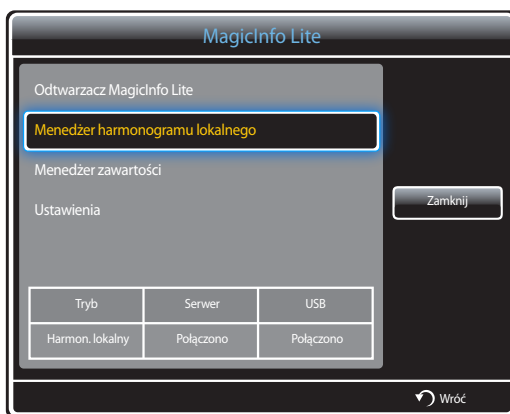 MagicInfo Lite
Odtwarzacz MagicInfo Lite
Menedżer harmonogramu lokalnego
Menedżer zawartości
Ustawienia
Zamknij
Tryb Serwer USB
Harmon. lokalny Połączono Połączono
Wróć